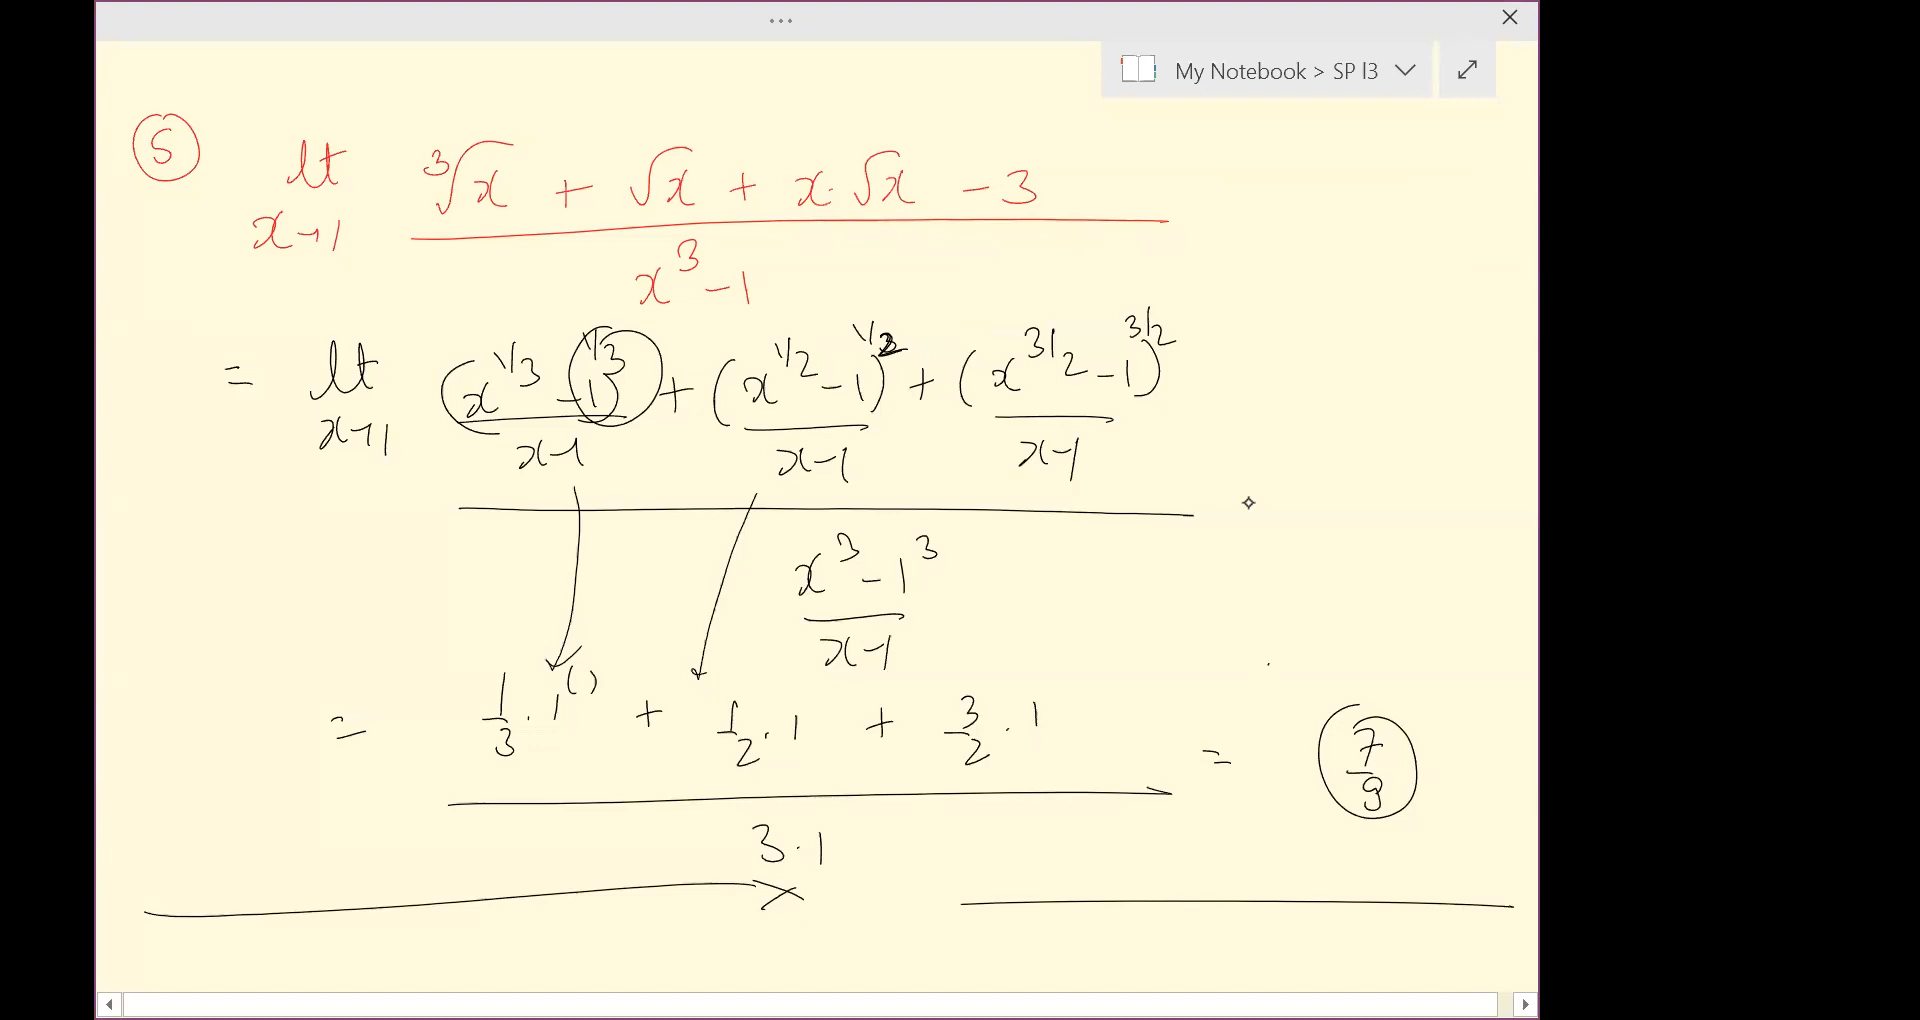 My Notebook > SP l3
⑤ lt x→1 (∛x + √x + x·√x − 3) / (x³ − 1)
= lt x→1 ((x^1/3 − 1^1/3)/(x−1) + (x^1/2 − 1)^1/2/(x−1) + (x^3/2 − 1)^3/2/(x−1)) / ((x³ − 1³)/(x−1))
= (1/3 · 1^( ) + 1/2 · 1 + 3/2 · 1) / (3 · 1) = 7/9